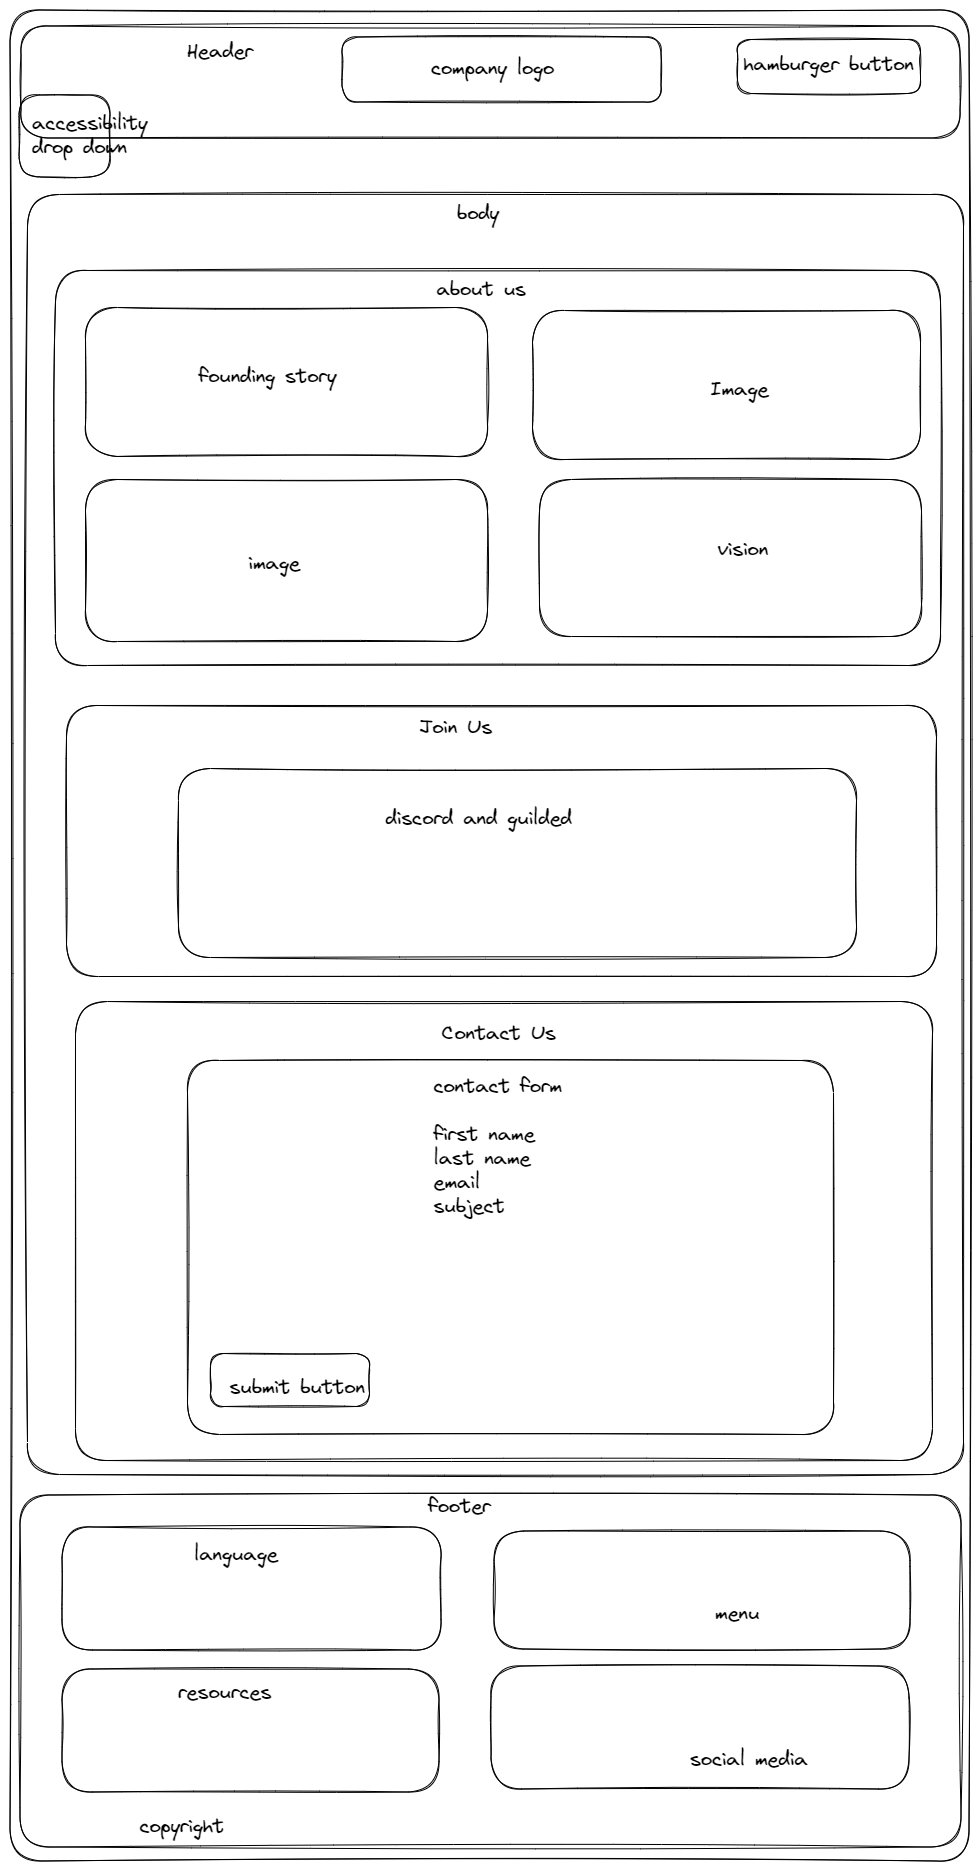 Header
company logo
hamburger button
accessibility
drop down
body
about us
founding story
Image
image
vision
Join Us
discord and guilded
Contact Us
contact form
first name
last name
email
subject
submit button
footer
language
menu
resources
social media
copyright